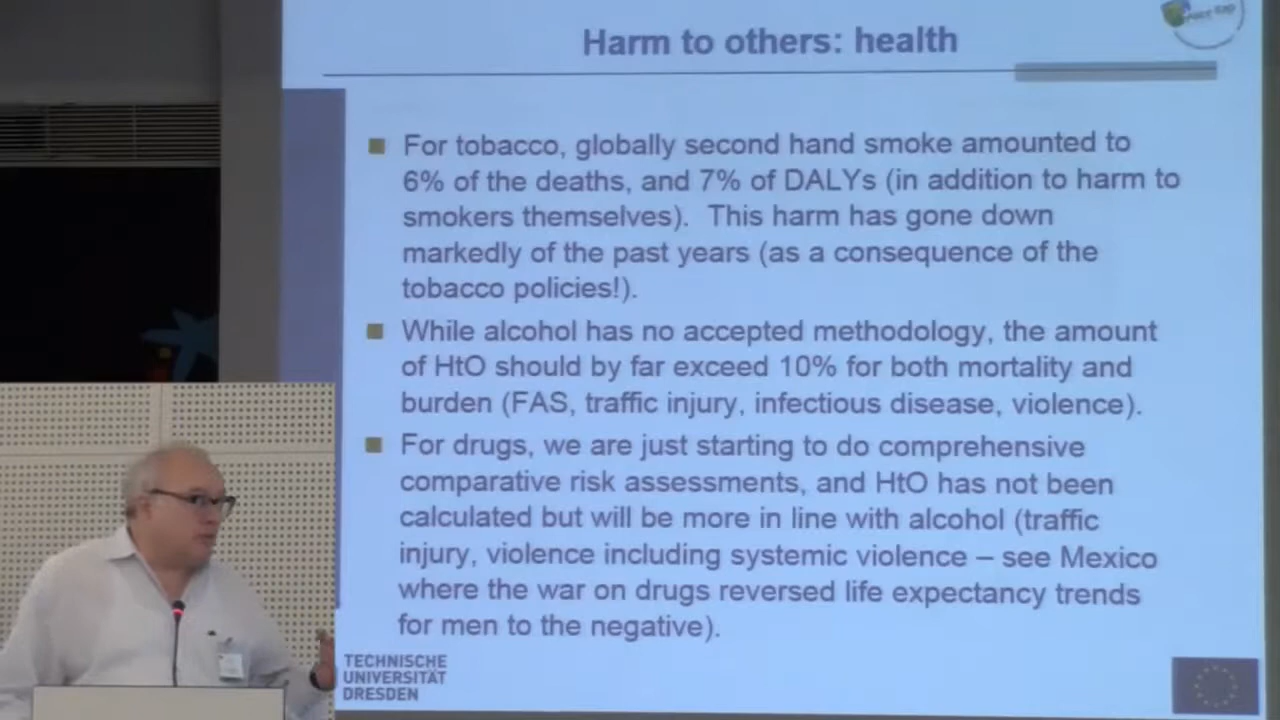 Harm to others: health
For tobacco, globally second hand smoke amounted to
6% of the deaths, and 7% of DALYs (in addition to harm to
smokers themselves). This harm has gone down
markedly of the past years (as a consequence of the
tobacco policies!).
While alcohol has no accepted methodology, the amount
of HtO should by far exceed 10% for both mortality and
burden (FAS, traffic injury, infectious disease, violence).
For drugs, we are just starting to do comprehensive
comparative risk assessments, and HtO has not been
calculated but will be more in line with alcohol (traffic
injury, violence including systemic violence – see Mexico
where the war on drugs reversed life expectancy trends
for men to the negative).
TECHNISCHE
UNIVERSITÄT
DRESDEN